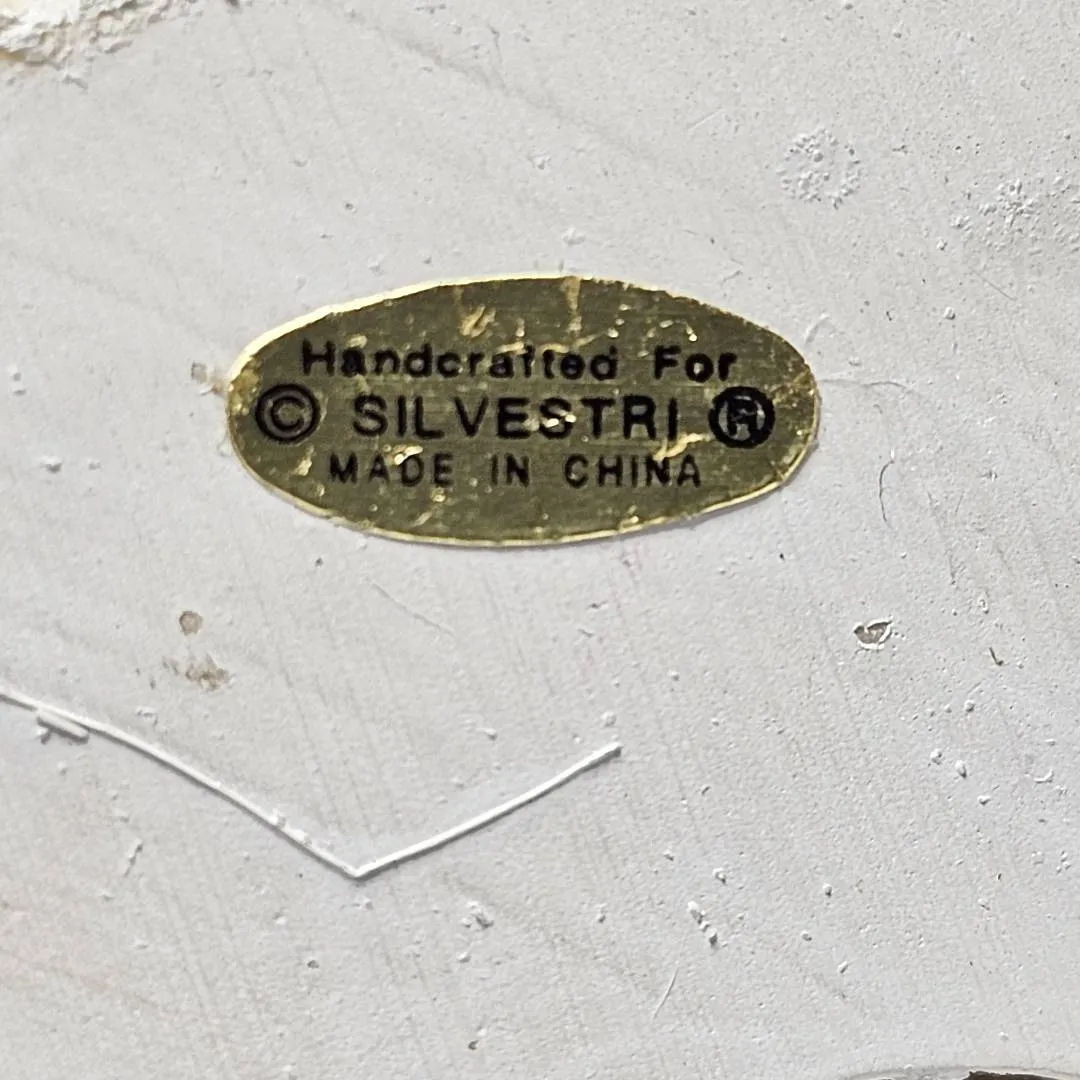 Handcrafted For
© SILVESTRI ®
MADE IN CHINA